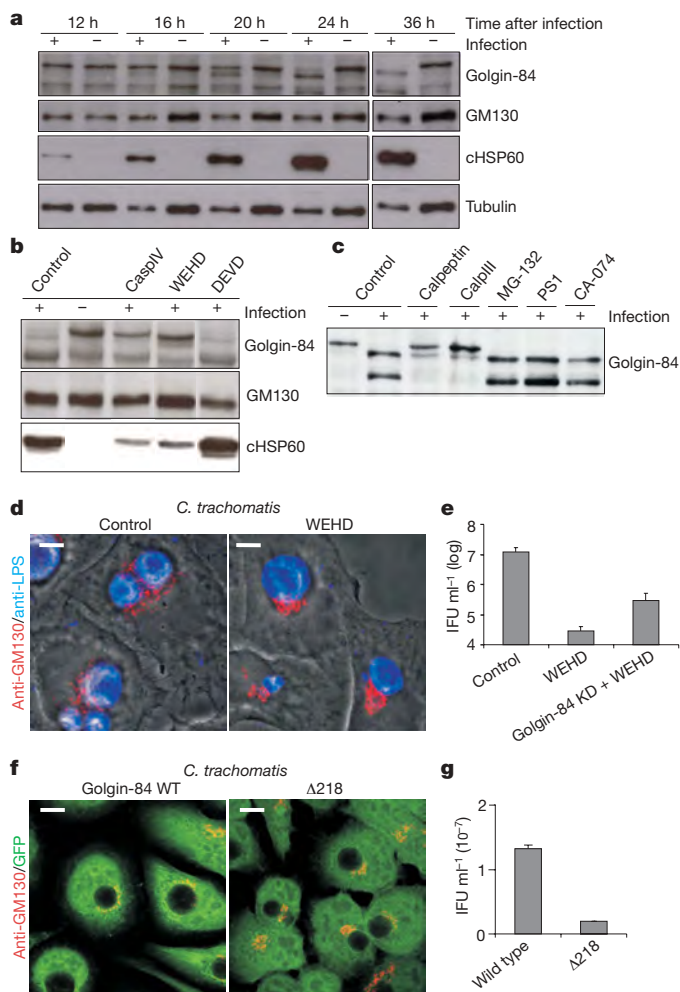 a
12 h 16 h 20 h 24 h 36 h Time after infection
+ − + − + − + − + − Infection
Golgin-84
GM130
cHSP60
Tubulin
b
Control CaspIV WEHD DEVD
+ − + + + Infection
Golgin-84
GM130
cHSP60
c
Control Calpeptin CalpIII MG-132 PS1 CA-074
− + + + + + + Infection
Golgin-84
d
C. trachomatis
Control WEHD
Anti-GM130/anti-LPS
e
IFU ml⁻¹ (log)
8
7
6
5
4
Control WEHD Golgin-84 KD + WEHD
f
C. trachomatis
Golgin-84 WT Δ218
Anti-GM130/GFP
g
IFU ml⁻¹ (10⁻⁷)
2
1
0
Wild type Δ218